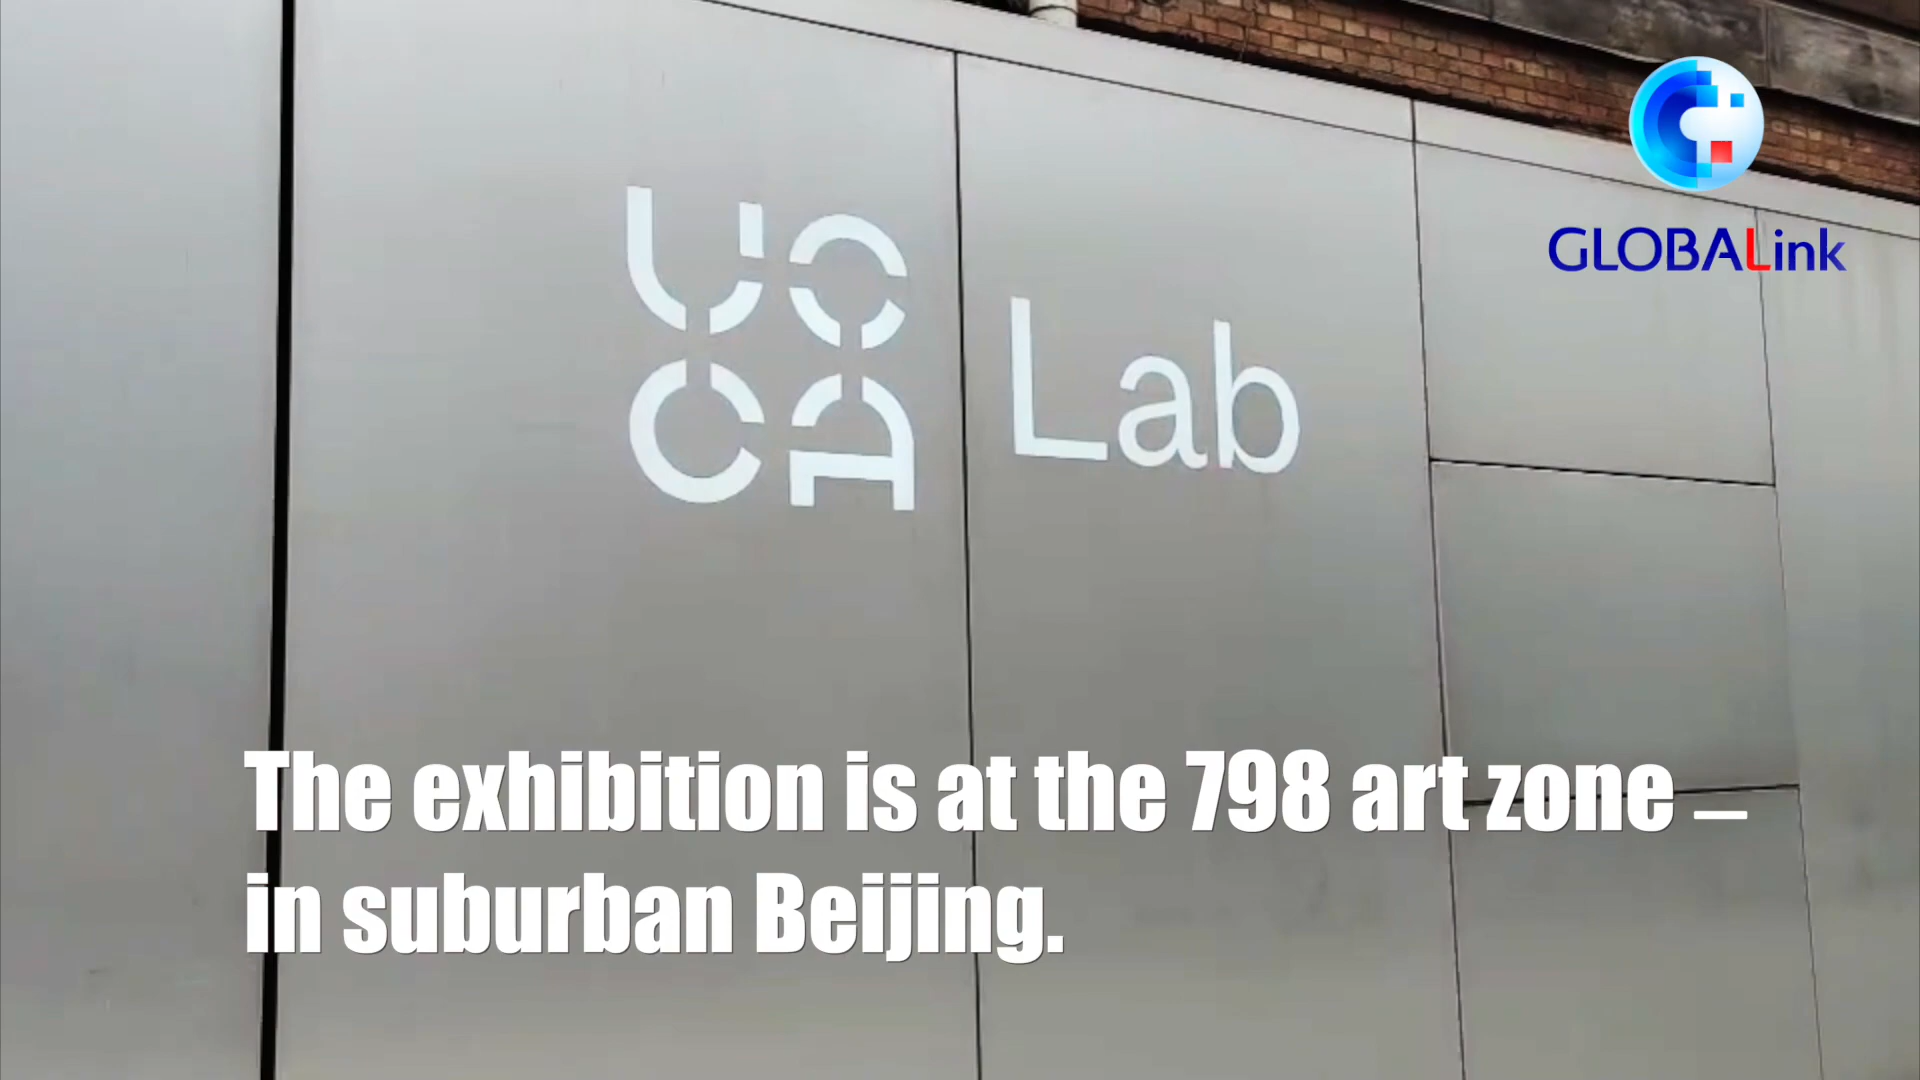 GLOBALink
UC
CA
Lab
The exhibition is at the 798 art zone –
in suburban Beijing.